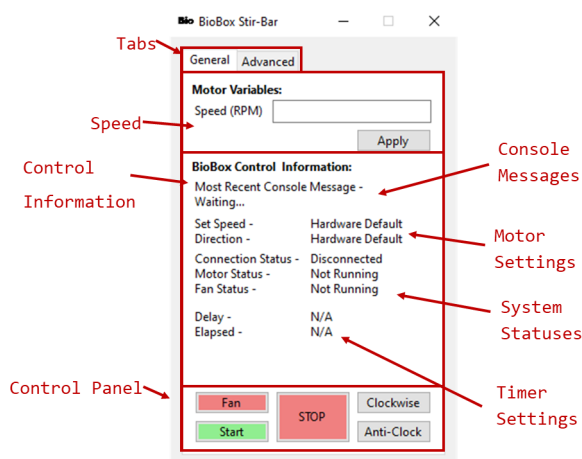 Bio BioBox Stir-Bar
Tabs
General Advanced
Motor Variables:
Speed (RPM)
Speed
Apply
BioBox Control Information:
Control
Information
Console
Messages
Most Recent Console Message -
Waiting...
Set Speed - Hardware Default
Direction - Hardware Default
Motor
Settings
Connection Status - Disconnected
Motor Status - Not Running
Fan Status - Not Running
System
Statuses
Delay - N/A
Elapsed - N/A
Timer
Settings
Control Panel
Fan
STOP
Clockwise
Start
Anti-Clock